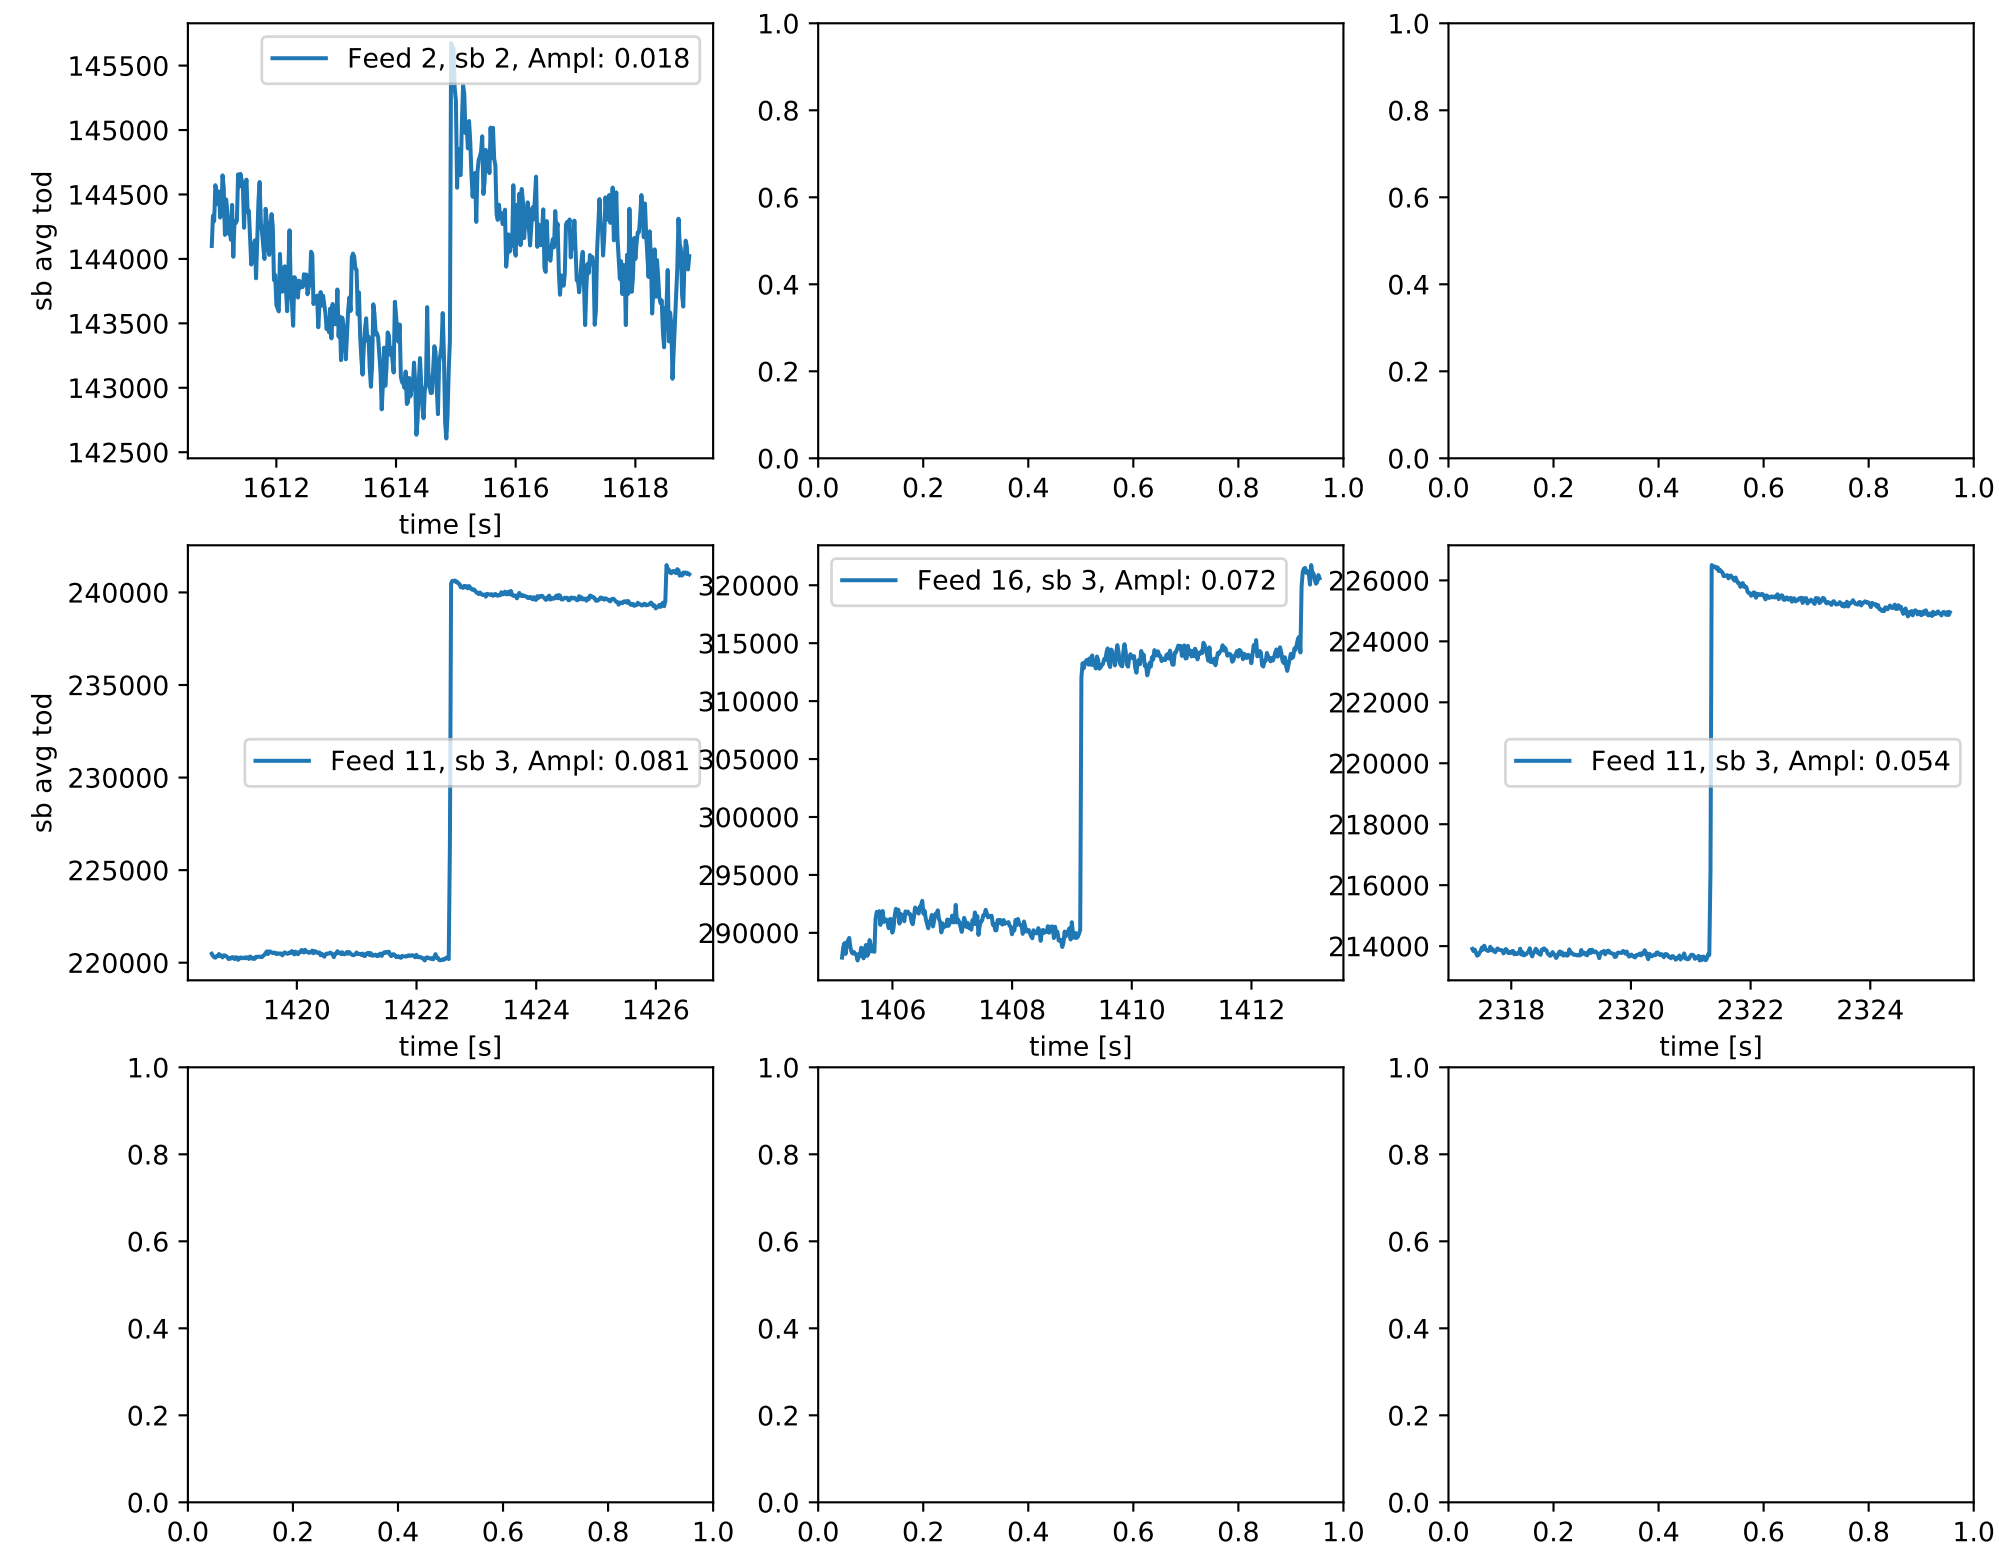 145500
145000
144500
144000
143500
143000
142500
sb avg tod
Feed 2, sb 2, Ampl: 0.018
1612 1614 1616 1618
time [s]
1.0
0.8
0.6
0.4
0.2
0.0
0.0 0.2 0.4 0.6 0.8 1.0
1.0
0.8
0.6
0.4
0.2
0.0
0.0 0.2 0.4 0.6 0.8 1.0
240000
235000
230000
225000
220000
sb avg tod
Feed 11, sb 3, Ampl: 0.081
1420 1422 1424 1426
time [s]
320000
315000
310000
305000
300000
295000
290000
Feed 16, sb 3, Ampl: 0.072
1406 1408 1410 1412
time [s]
226000
224000
222000
220000
218000
216000
214000
Feed 11, sb 3, Ampl: 0.054
2318 2320 2322 2324
time [s]
1.0
0.8
0.6
0.4
0.2
0.0
0.0 0.2 0.4 0.6 0.8 1.0
1.0
0.8
0.6
0.4
0.2
0.0
0.0 0.2 0.4 0.6 0.8 1.0
1.0
0.8
0.6
0.4
0.2
0.0
0.0 0.2 0.4 0.6 0.8 1.0